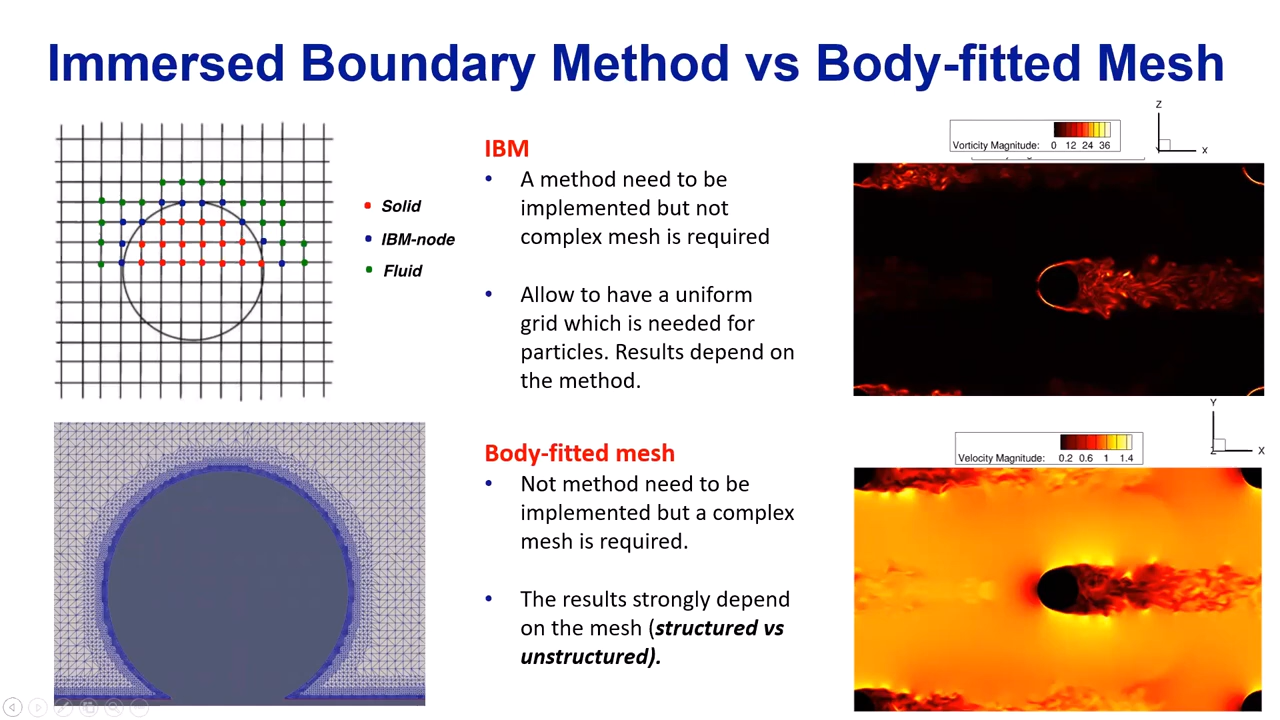 Immersed Boundary Method vs Body-fitted Mesh
Solid
IBM-node
Fluid
IBM
• A method need to be
implemented but not
complex mesh is required
• Allow to have a uniform
grid which is needed for
particles. Results depend on
the method.
Body-fitted mesh
• Not method need to be
implemented but a complex
mesh is required.
• The results strongly depend
on the mesh (structured vs
unstructured).
Z
X
Vorticity Magnitude: 0 12 24 36
Y
X
Z
Velocity Magnitude: 0.2 0.6 1 1.4